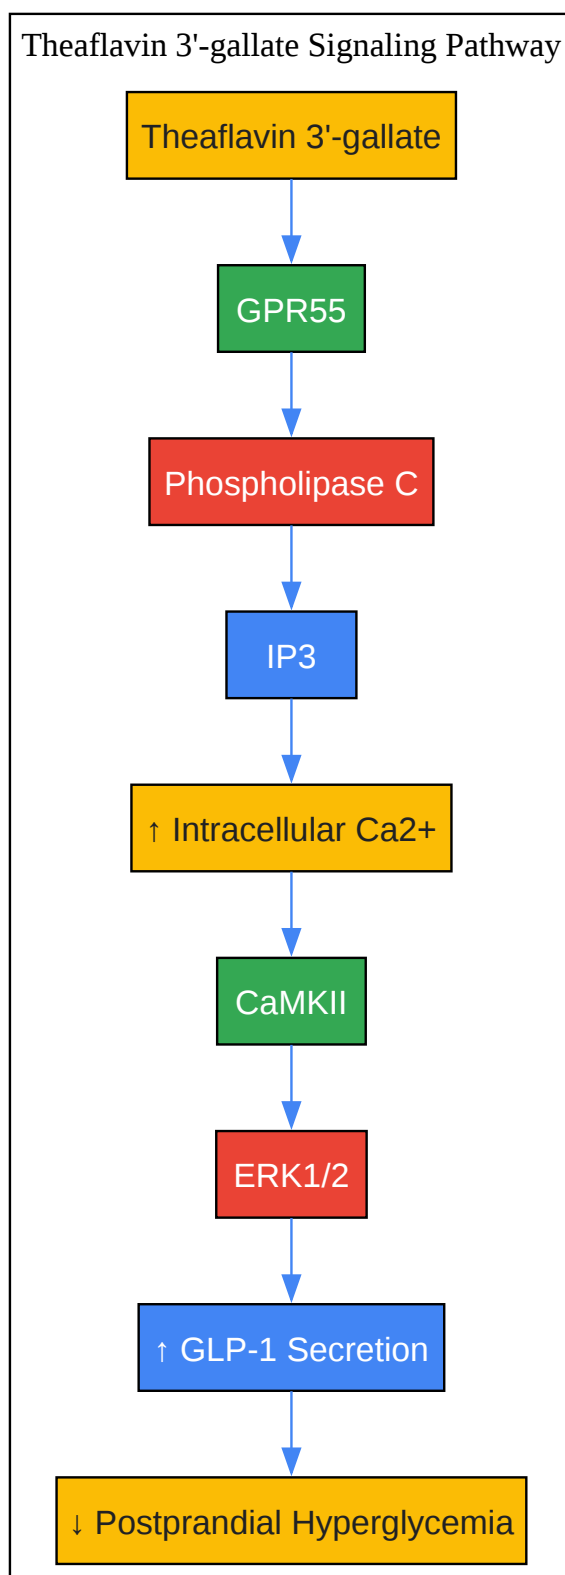 Theaflavin 3'-gallate Signaling Pathway
Theaflavin 3'-gallate
GPR55
Phospholipase C
IP3
↑ Intracellular Ca2+
CaMKII
ERK1/2
↑ GLP-1 Secretion
↓ Postprandial Hyperglycemia